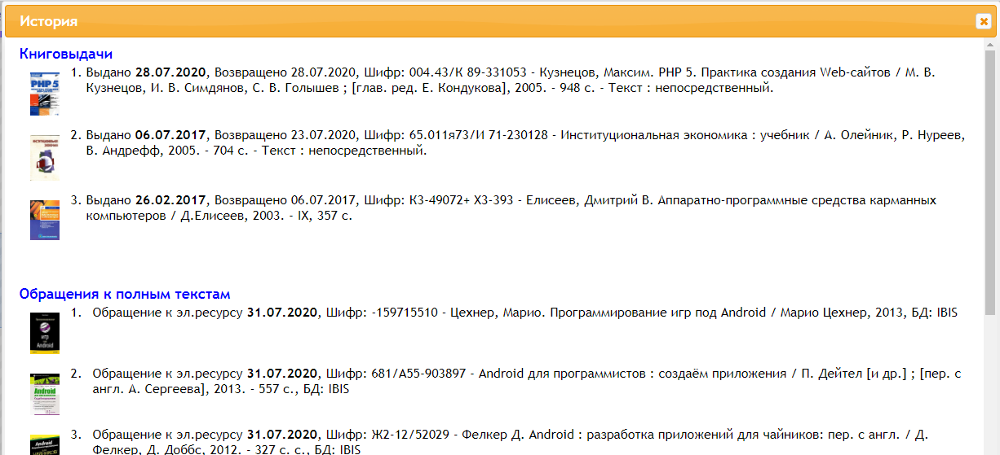 История
Книговыдачи
1. Выдано 28.07.2020, Возвращено 28.07.2020, Шифр: 004.43/К 89-331053 - Кузнецов, Максим. PHP 5. Практика создания Web-сайтов / М. В.
Кузнецов, И. В. Симдянов, С. В. Голышев ; [глав. ред. Е. Кондукова], 2005. - 948 с. - Текст : непосредственный.
PHP 5
2. Выдано 06.07.2017, Возвращено 23.07.2020, Шифр: 65.011я73/И 71-230128 - Институциональная экономика : учебник / А. Олейник, Р. Нуреев,
В. Андрефф, 2005. - 704 с. - Текст : непосредственный.
3. Выдано 26.02.2017, Возвращено 06.07.2017, Шифр: К3-49072+ Х3-393 - Елисеев, Дмитрий В. Аппаратно-программные средства карманных
компьютеров / Д.Елисеев, 2003. - IX, 357 с.
Обращения к полным текстам
1. Обращение к эл.ресурсу 31.07.2020, Шифр: -159715510 - Цехнер, Марио. Программирование игр под Android / Марио Цехнер, 2013, БД: IBIS
игр
Android
2. Обращение к эл.ресурсу 31.07.2020, Шифр: 681/А55-903897 - Android для программистов : создаём приложения / П. Дейтел [и др.] ; [пер. с
англ. А. Сергеева], 2013. - 557 с., БД: IBIS
Android
3. Обращение к эл.ресурсу 31.07.2020, Шифр: Ж2-12/52029 - Фелкер Д. Android : разработка приложений для чайников: пер. с англ. / Д.
Фелкер, Д. Доббс, 2012. - 327 с. с., БД: IBIS
Android